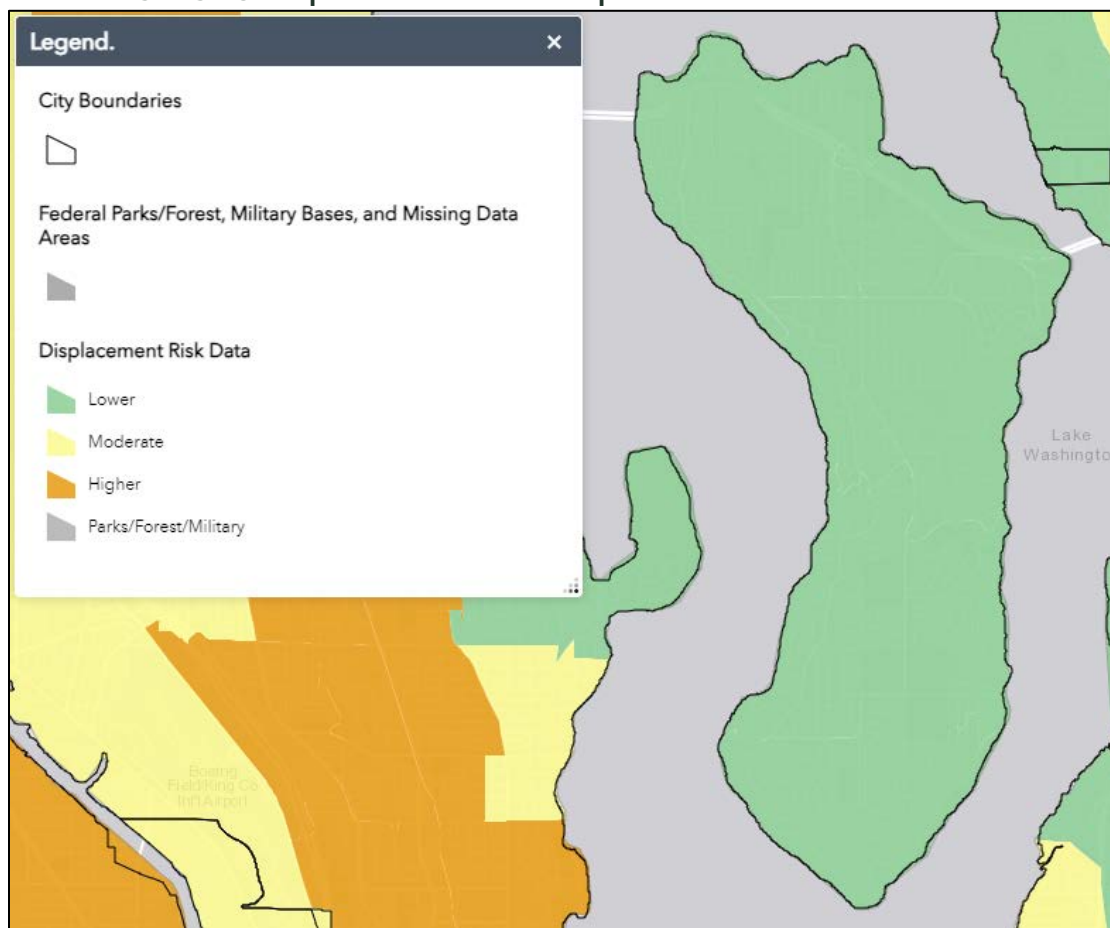 Legend.
City Boundaries
Federal Parks/Forest, Military Bases, and Missing Data
Areas
Displacement Risk Data
Lower
Moderate
Higher
Parks/Forest/Military
Lake
Washingto
Boeing
Field/King Co
Int'l Airport